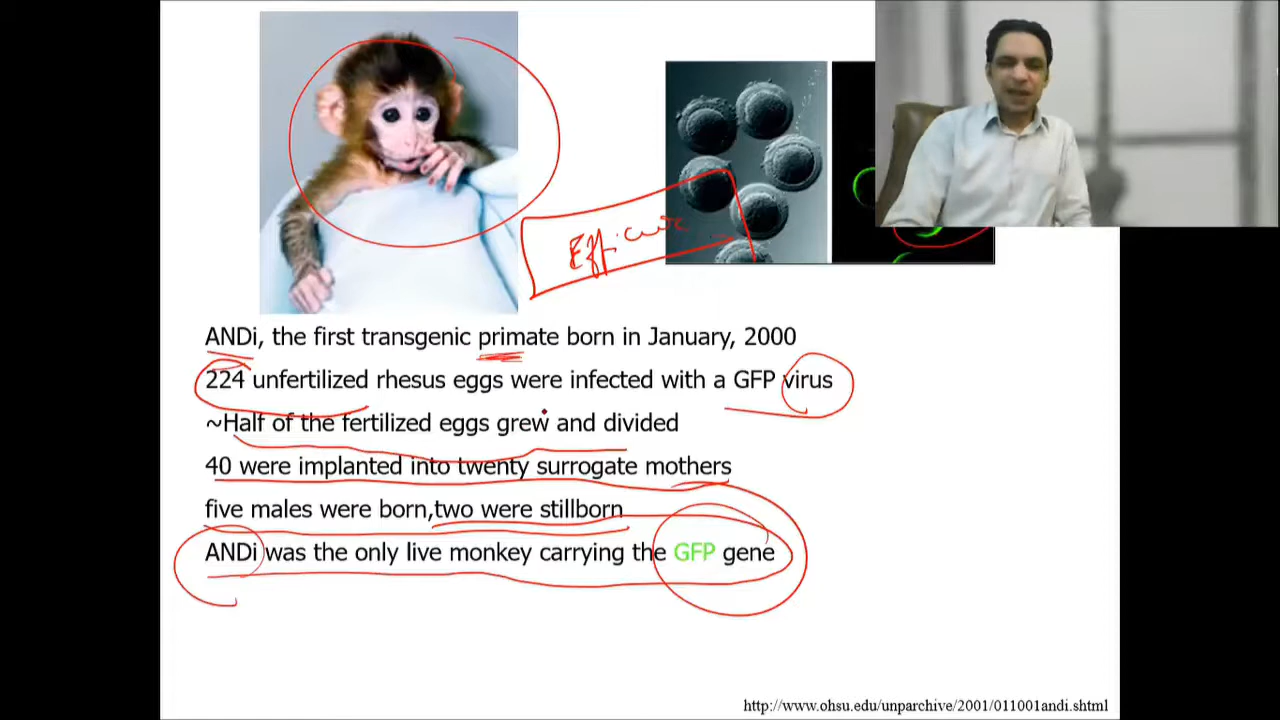 ANDi, the first transgenic primate born in January, 2000
224 unfertilized rhesus eggs were infected with a GFP virus
~Half of the fertilized eggs grew and divided
40 were implanted into twenty surrogate mothers
five males were born,two were stillborn
ANDi was the only live monkey carrying the GFP gene
http://www.ohsu.edu/unparchive/2001/011001andi.shtml